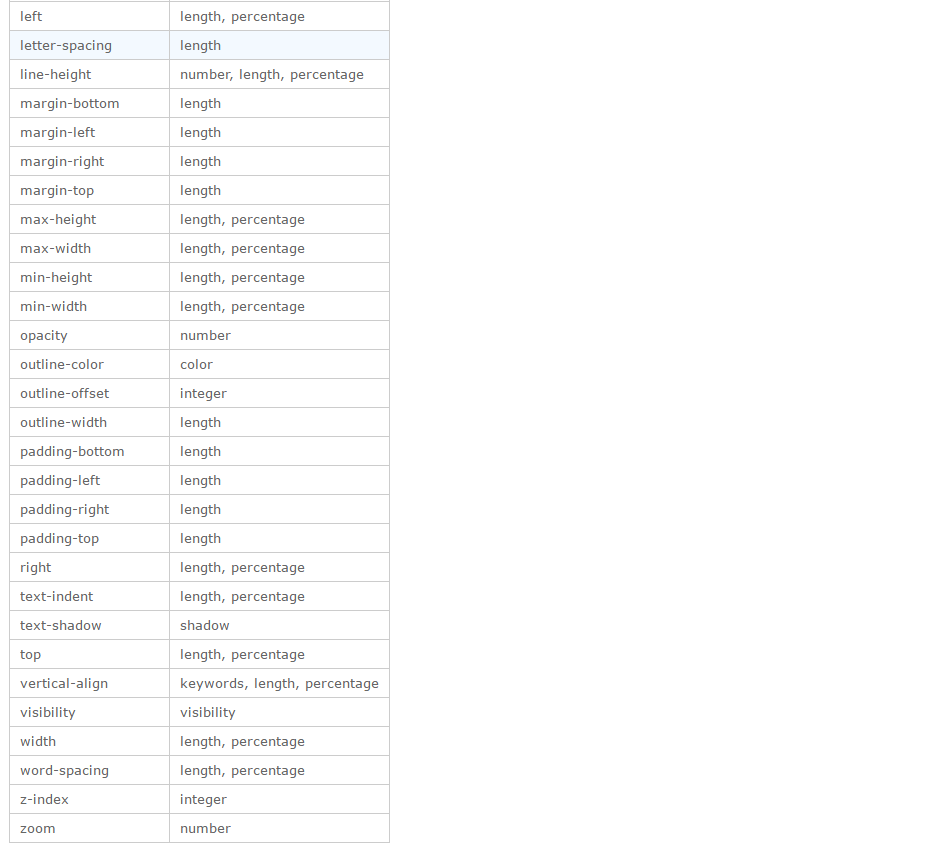 left length, percentage
letter-spacing length
line-height number, length, percentage
margin-bottom length
margin-left length
margin-right length
margin-top length
max-height length, percentage
max-width length, percentage
min-height length, percentage
min-width length, percentage
opacity number
outline-color color
outline-offset integer
outline-width length
padding-bottom length
padding-left length
padding-right length
padding-top length
right length, percentage
text-indent length, percentage
text-shadow shadow
top length, percentage
vertical-align keywords, length, percentage
visibility visibility
width length, percentage
word-spacing length, percentage
z-index integer
zoom number